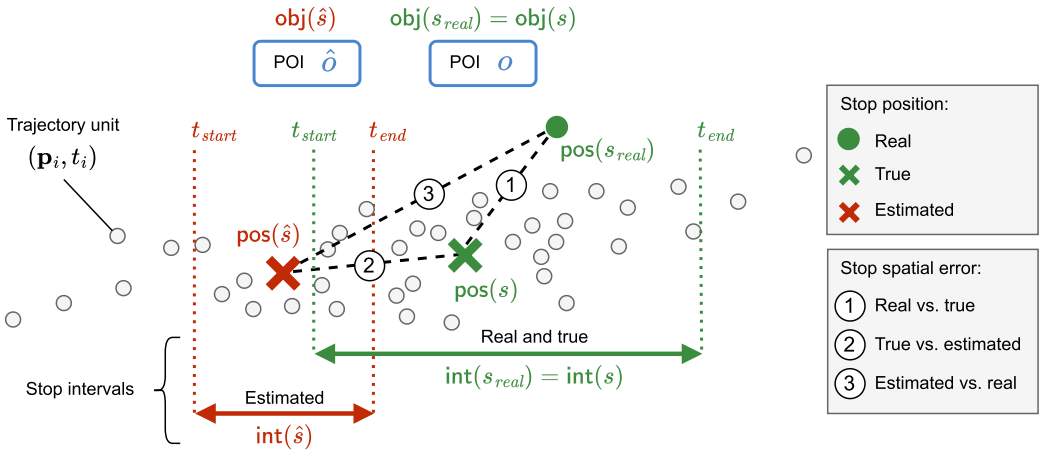 obj(ŝ)
obj(s_real) = obj(s)
POI ô
POI o
Trajectory unit
(p_i, t_i)
t_start
t_start
t_end
t_end
pos(s_real)
3
1
pos(ŝ)
2
pos(s)
Real and true
int(s_real) = int(s)
Stop intervals
Estimated
int(ŝ)
Stop position:
Real
True
Estimated
Stop spatial error:
1 Real vs. true
2 True vs. estimated
3 Estimated vs. real